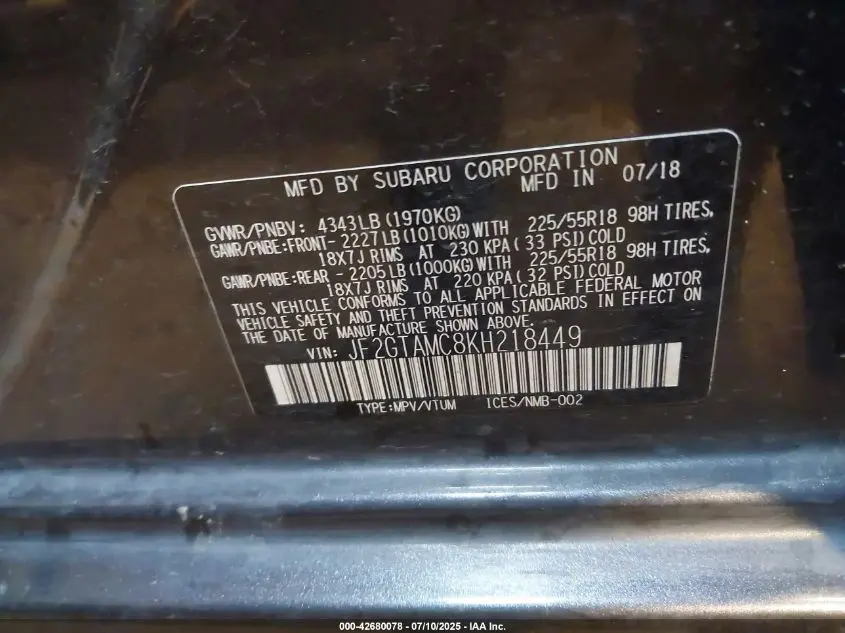 MFD BY SUBARU CORPORATION
MFD IN 07/18
GVWR/PNBV: 4343LB(1970KG)
GAWR/PNBE:FRONT-2227LB(1010KG)WITH 225/55R18 98H TIRES,
18X7J RIMS AT 230 KPA( 33 PSI)COLD
GAWR/PNBE:REAR -2205LB(1000KG)WITH 225/55R18 98H TIRES,
18X7J RIMS AT 220 KPA( 32 PSI)COLD
THIS VEHICLE CONFORMS TO ALL APPLICABLE FEDERAL MOTOR
VEHICLE SAFETY AND THEFT PREVENTION STANDARDS IN EFFECT ON
THE DATE OF MANUFACTURE SHOWN ABOVE.
VIN: JF2GTAMC8KH218449
TYPE:MPV/VTUM ICES/NMB-002
000-42680078 - 07/10/2025 - IAA Inc.